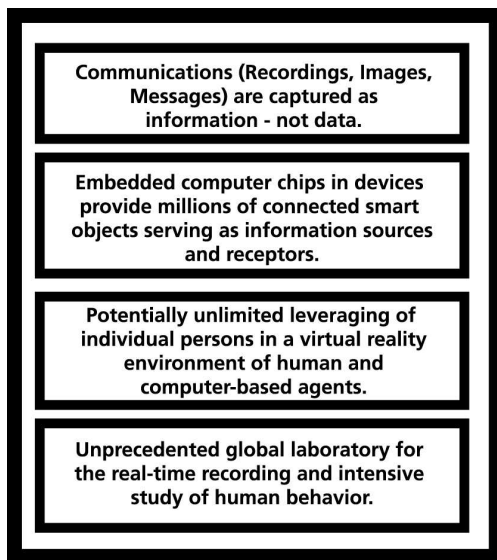 Communications (Recordings, Images,
Messages) are captured as
information - not data.
Embedded computer chips in devices
provide millions of connected smart
objects serving as information sources
and receptors.
Potentially unlimited leveraging of
individual persons in a virtual reality
environment of human and
computer-based agents.
Unprecedented global laboratory for
the real-time recording and intensive
study of human behavior.